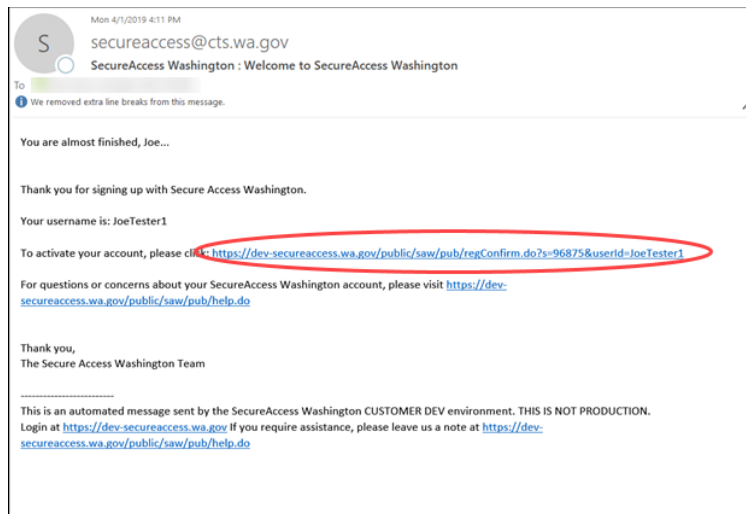 Mon 4/1/2019 4:11 PM
S
secureaccess@cts.wa.gov
SecureAccess Washington : Welcome to SecureAccess Washington
To
We removed extra line breaks from this message.
You are almost finished, Joe...
Thank you for signing up with Secure Access Washington.
Your username is: JoeTester1
To activate your account, please click: https://dev-secureaccess.wa.gov/public/saw/pub/regConfirm.do?s=96875&userId=JoeTester1
For questions or concerns about your SecureAccess Washington account, please visit https://dev-
secureaccess.wa.gov/public/saw/pub/help.do
Thank you,
The Secure Access Washington Team
-------------------------
This is an automated message sent by the SecureAccess Washington CUSTOMER DEV environment. THIS IS NOT PRODUCTION.
Login at https://dev-secureaccess.wa.gov If you require assistance, please leave us a note at https://dev-
secureaccess.wa.gov/public/saw/pub/help.do